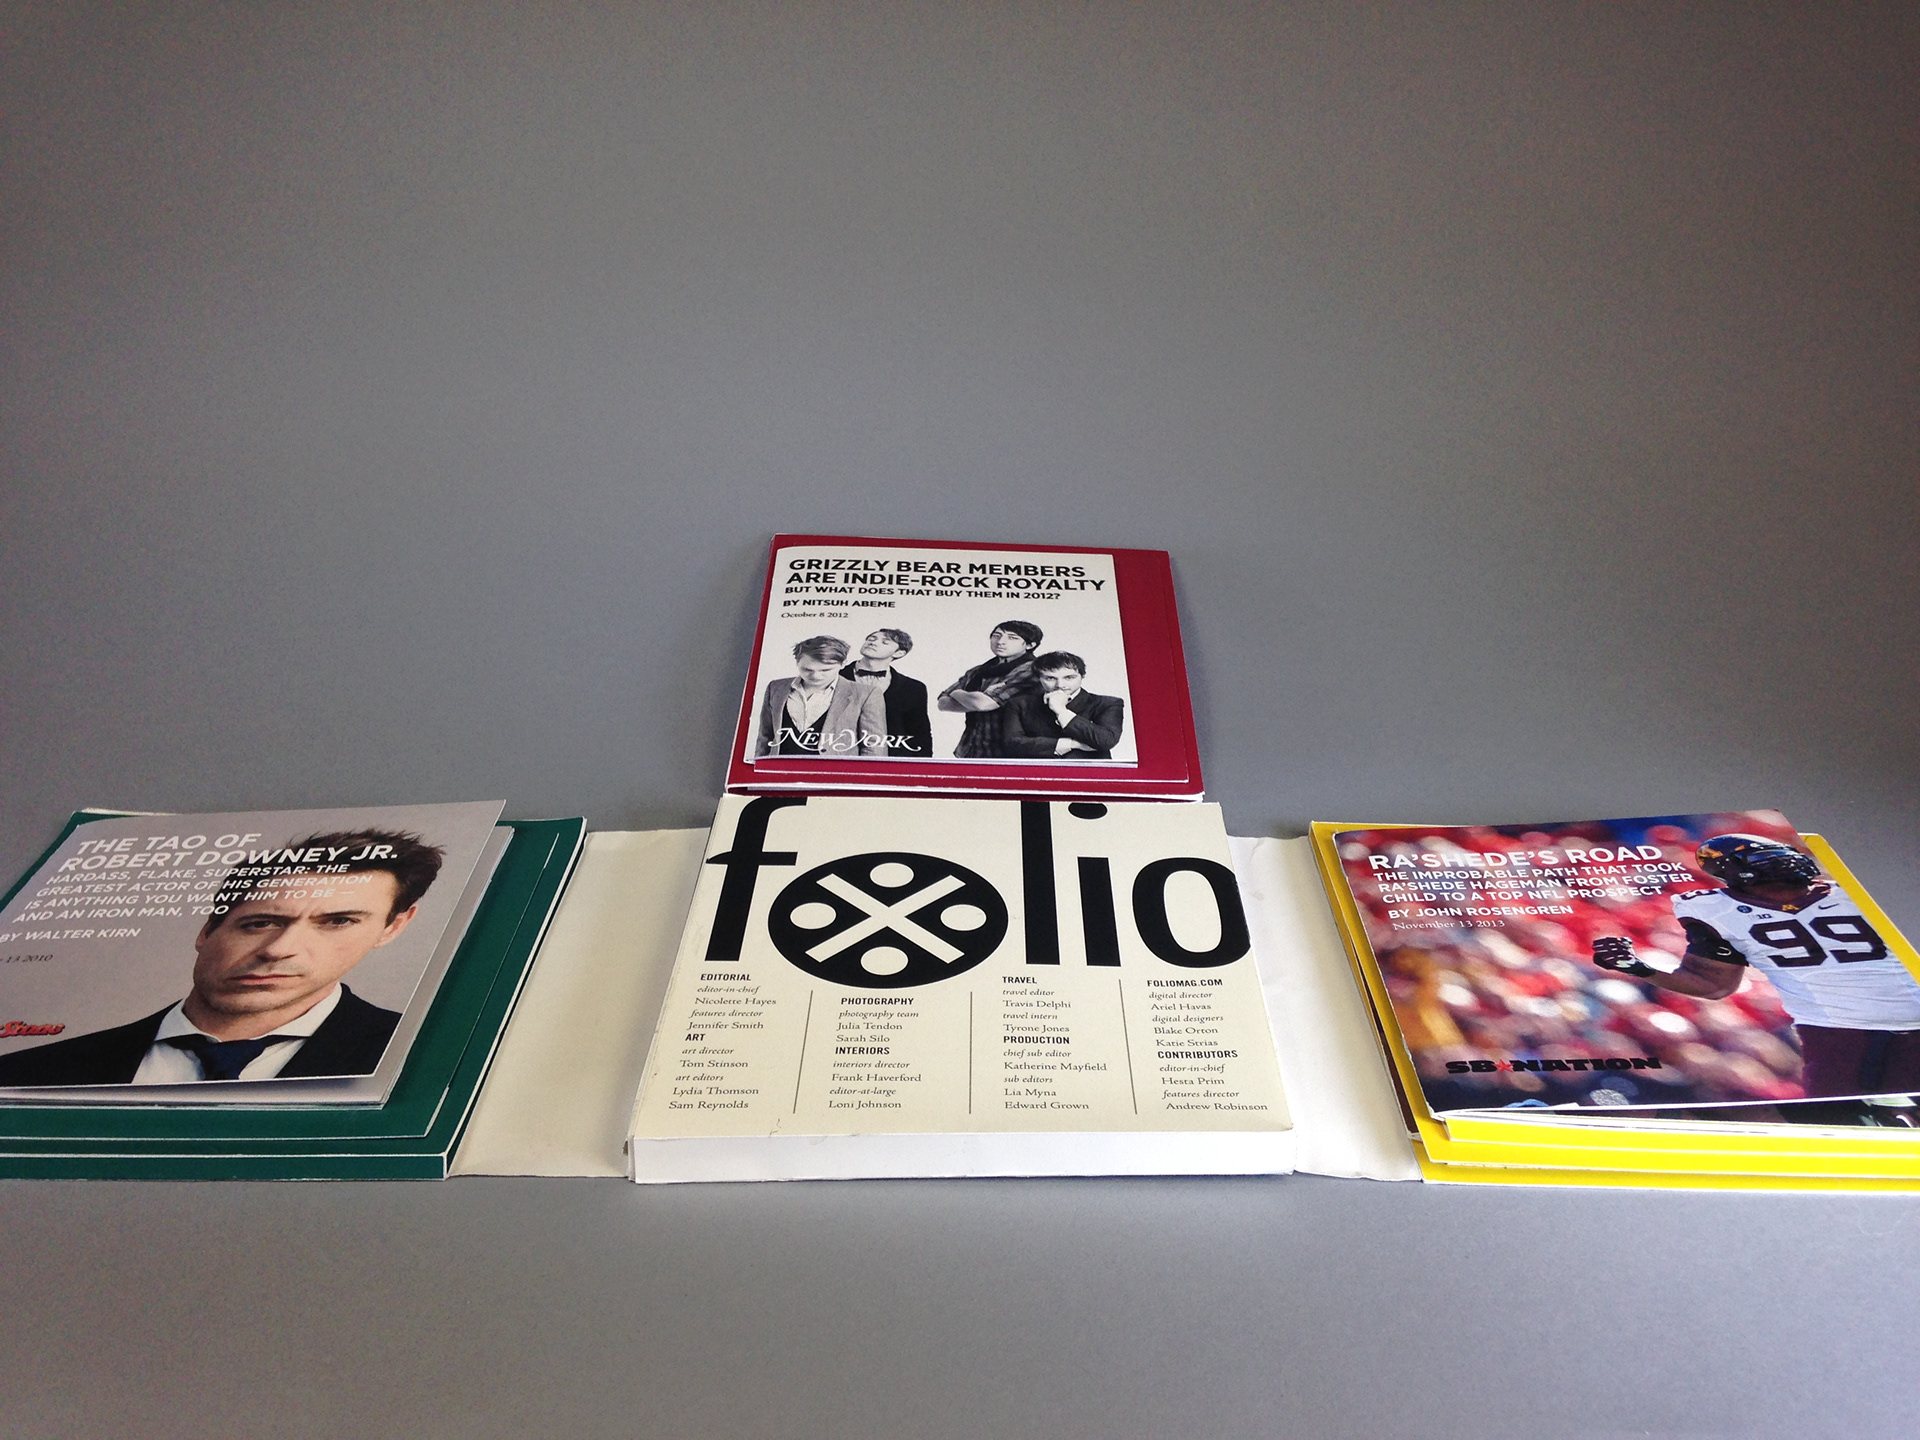 GRIZZLY BEAR MEMBERS
ARE INDIE-ROCK ROYALTY
BUT WHAT DOES THAT BUY THEM IN 2012?
BY NITSUH ABEME
October 8 2012
NEW YORK
THE TAO OF
ROBERT DOWNEY JR.
HARDASS, FLAKE, SUPERSTAR: THE
GREATEST ACTOR OF HIS GENERATION
IS ANYTHING YOU WANT HIM TO BE —
AND AN IRON MAN, TOO
BY WALTER KIRN
13 2010
folio
EDITORIAL
editor-in-chief
Nicolette Hayes
features director
Jennifer Smith
ART
art director
Tom Stinson
art editors
Lydia Thomson
Sam Reynolds
PHOTOGRAPHY
photography team
Julia Tendon
Sarah Silo
INTERIORS
interiors director
Frank Haverford
editor-at-large
Loni Johnson
TRAVEL
travel editor
Travis Delphi
travel intern
Tyrone Jones
PRODUCTION
chief sub editor
Katherine Mayfield
sub editors
Lia Myna
Edward Grown
FOLIOMAG.COM
digital director
Ariel Havas
digital designers
Blake Orton
Katie Strias
CONTRIBUTORS
editor-in-chief
Hesta Prim
features director
Andrew Robinson
RA'SHEDE'S ROAD
THE IMPROBABLE PATH THAT TOOK
RA'SHEDE HAGEMAN FROM FOSTER
CHILD TO A TOP NFL PROSPECT
BY JOHN ROSENGREN
November 13 2013
99
SB NATION